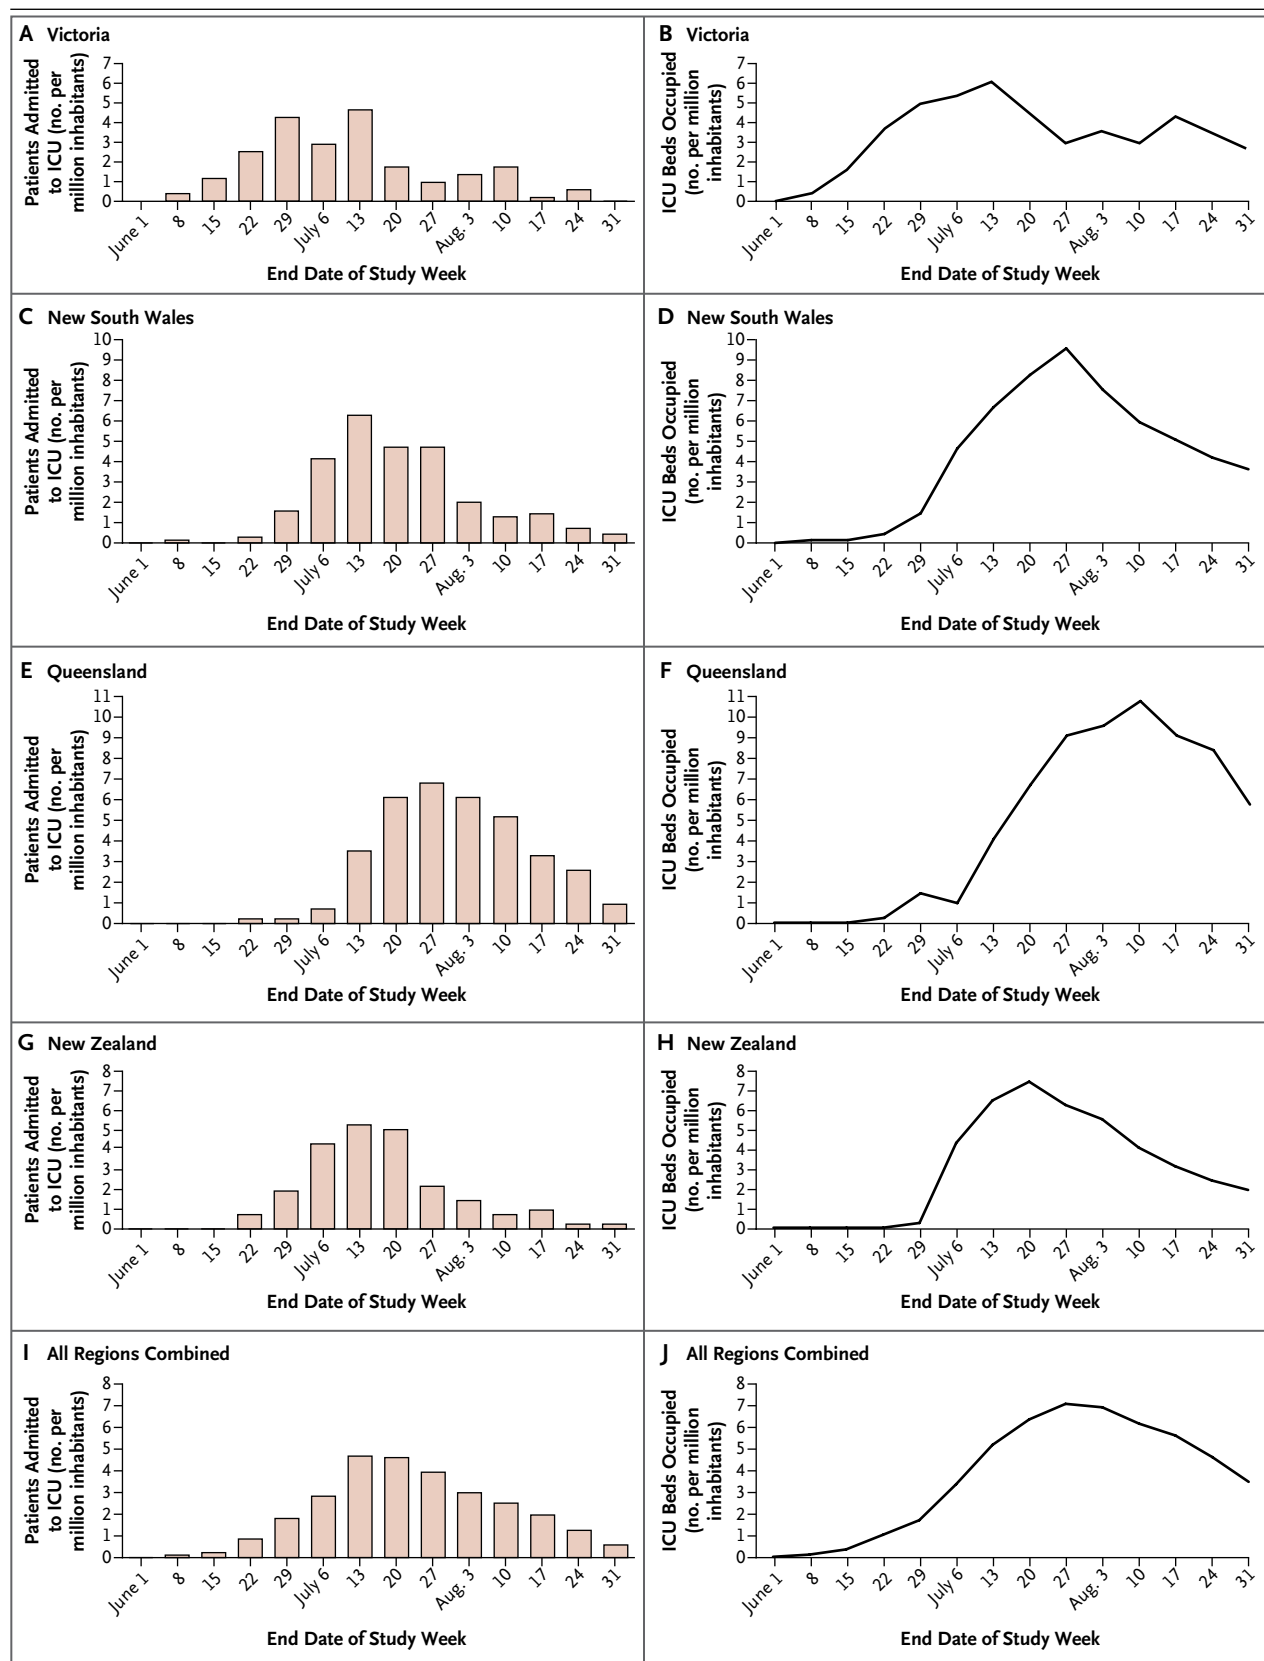 A Victoria
Patients Admitted
to ICU (no. per
million inhabitants)
7
6
5
4
3
2
1
0
June 1 8 15 22 29 July 6 13 20 27 Aug. 3 10 17 24 31
End Date of Study Week
B Victoria
ICU Beds Occupied
(no. per million
inhabitants)
7
6
5
4
3
2
1
0
June 1 8 15 22 29 July 6 13 20 27 Aug. 3 10 17 24 31
End Date of Study Week
C New South Wales
Patients Admitted
to ICU (no. per
million inhabitants)
10
9
8
7
6
5
4
3
2
1
0
June 1 8 15 22 29 July 6 13 20 27 Aug. 3 10 17 24 31
End Date of Study Week
D New South Wales
ICU Beds Occupied
(no. per million
inhabitants)
10
9
8
7
6
5
4
3
2
1
0
June 1 8 15 22 29 July 6 13 20 27 Aug. 3 10 17 24 31
End Date of Study Week
E Queensland
Patients Admitted
to ICU (no. per
million inhabitants)
11
10
9
8
7
6
5
4
3
2
1
0
June 1 8 15 22 29 July 6 13 20 27 Aug. 3 10 17 24 31
End Date of Study Week
F Queensland
ICU Beds Occupied
(no. per million
inhabitants)
11
10
9
8
7
6
5
4
3
2
1
0
June 1 8 15 22 29 July 6 13 20 27 Aug. 3 10 17 24 31
End Date of Study Week
G New Zealand
Patients Admitted
to ICU (no. per
million inhabitants)
8
7
6
5
4
3
2
1
0
June 1 8 15 22 29 July 6 13 20 27 Aug. 3 10 17 24 31
End Date of Study Week
H New Zealand
ICU Beds Occupied
(no. per million
inhabitants)
8
7
6
5
4
3
2
1
0
June 1 8 15 22 29 July 6 13 20 27 Aug. 3 10 17 24 31
End Date of Study Week
I All Regions Combined
Patients Admitted
to ICU (no. per
million inhabitants)
8
7
6
5
4
3
2
1
0
June 1 8 15 22 29 July 6 13 20 27 Aug. 3 10 17 24 31
End Date of Study Week
J All Regions Combined
ICU Beds Occupied
(no. per million
inhabitants)
8
7
6
5
4
3
2
1
0
June 1 8 15 22 29 July 6 13 20 27 Aug. 3 10 17 24 31
End Date of Study Week